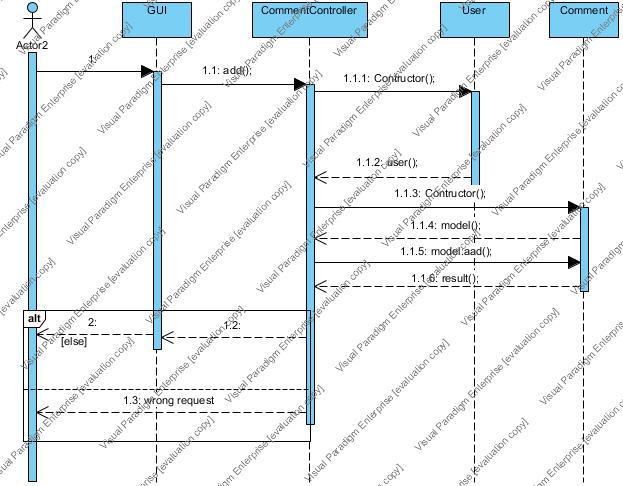 GUI
CommentController
User
Comment
Actor2
1:
1.1: add();
1.1.1: Contructor();
1.1.2: user();
1.1.3: Contructor();
1.1.4: model();
1.1.5: model.aad();
1.1.6: result();
alt
2:
1.2:
[else]
1.3: wrong request
Visual Paradigm Enterprise [evaluation copy]